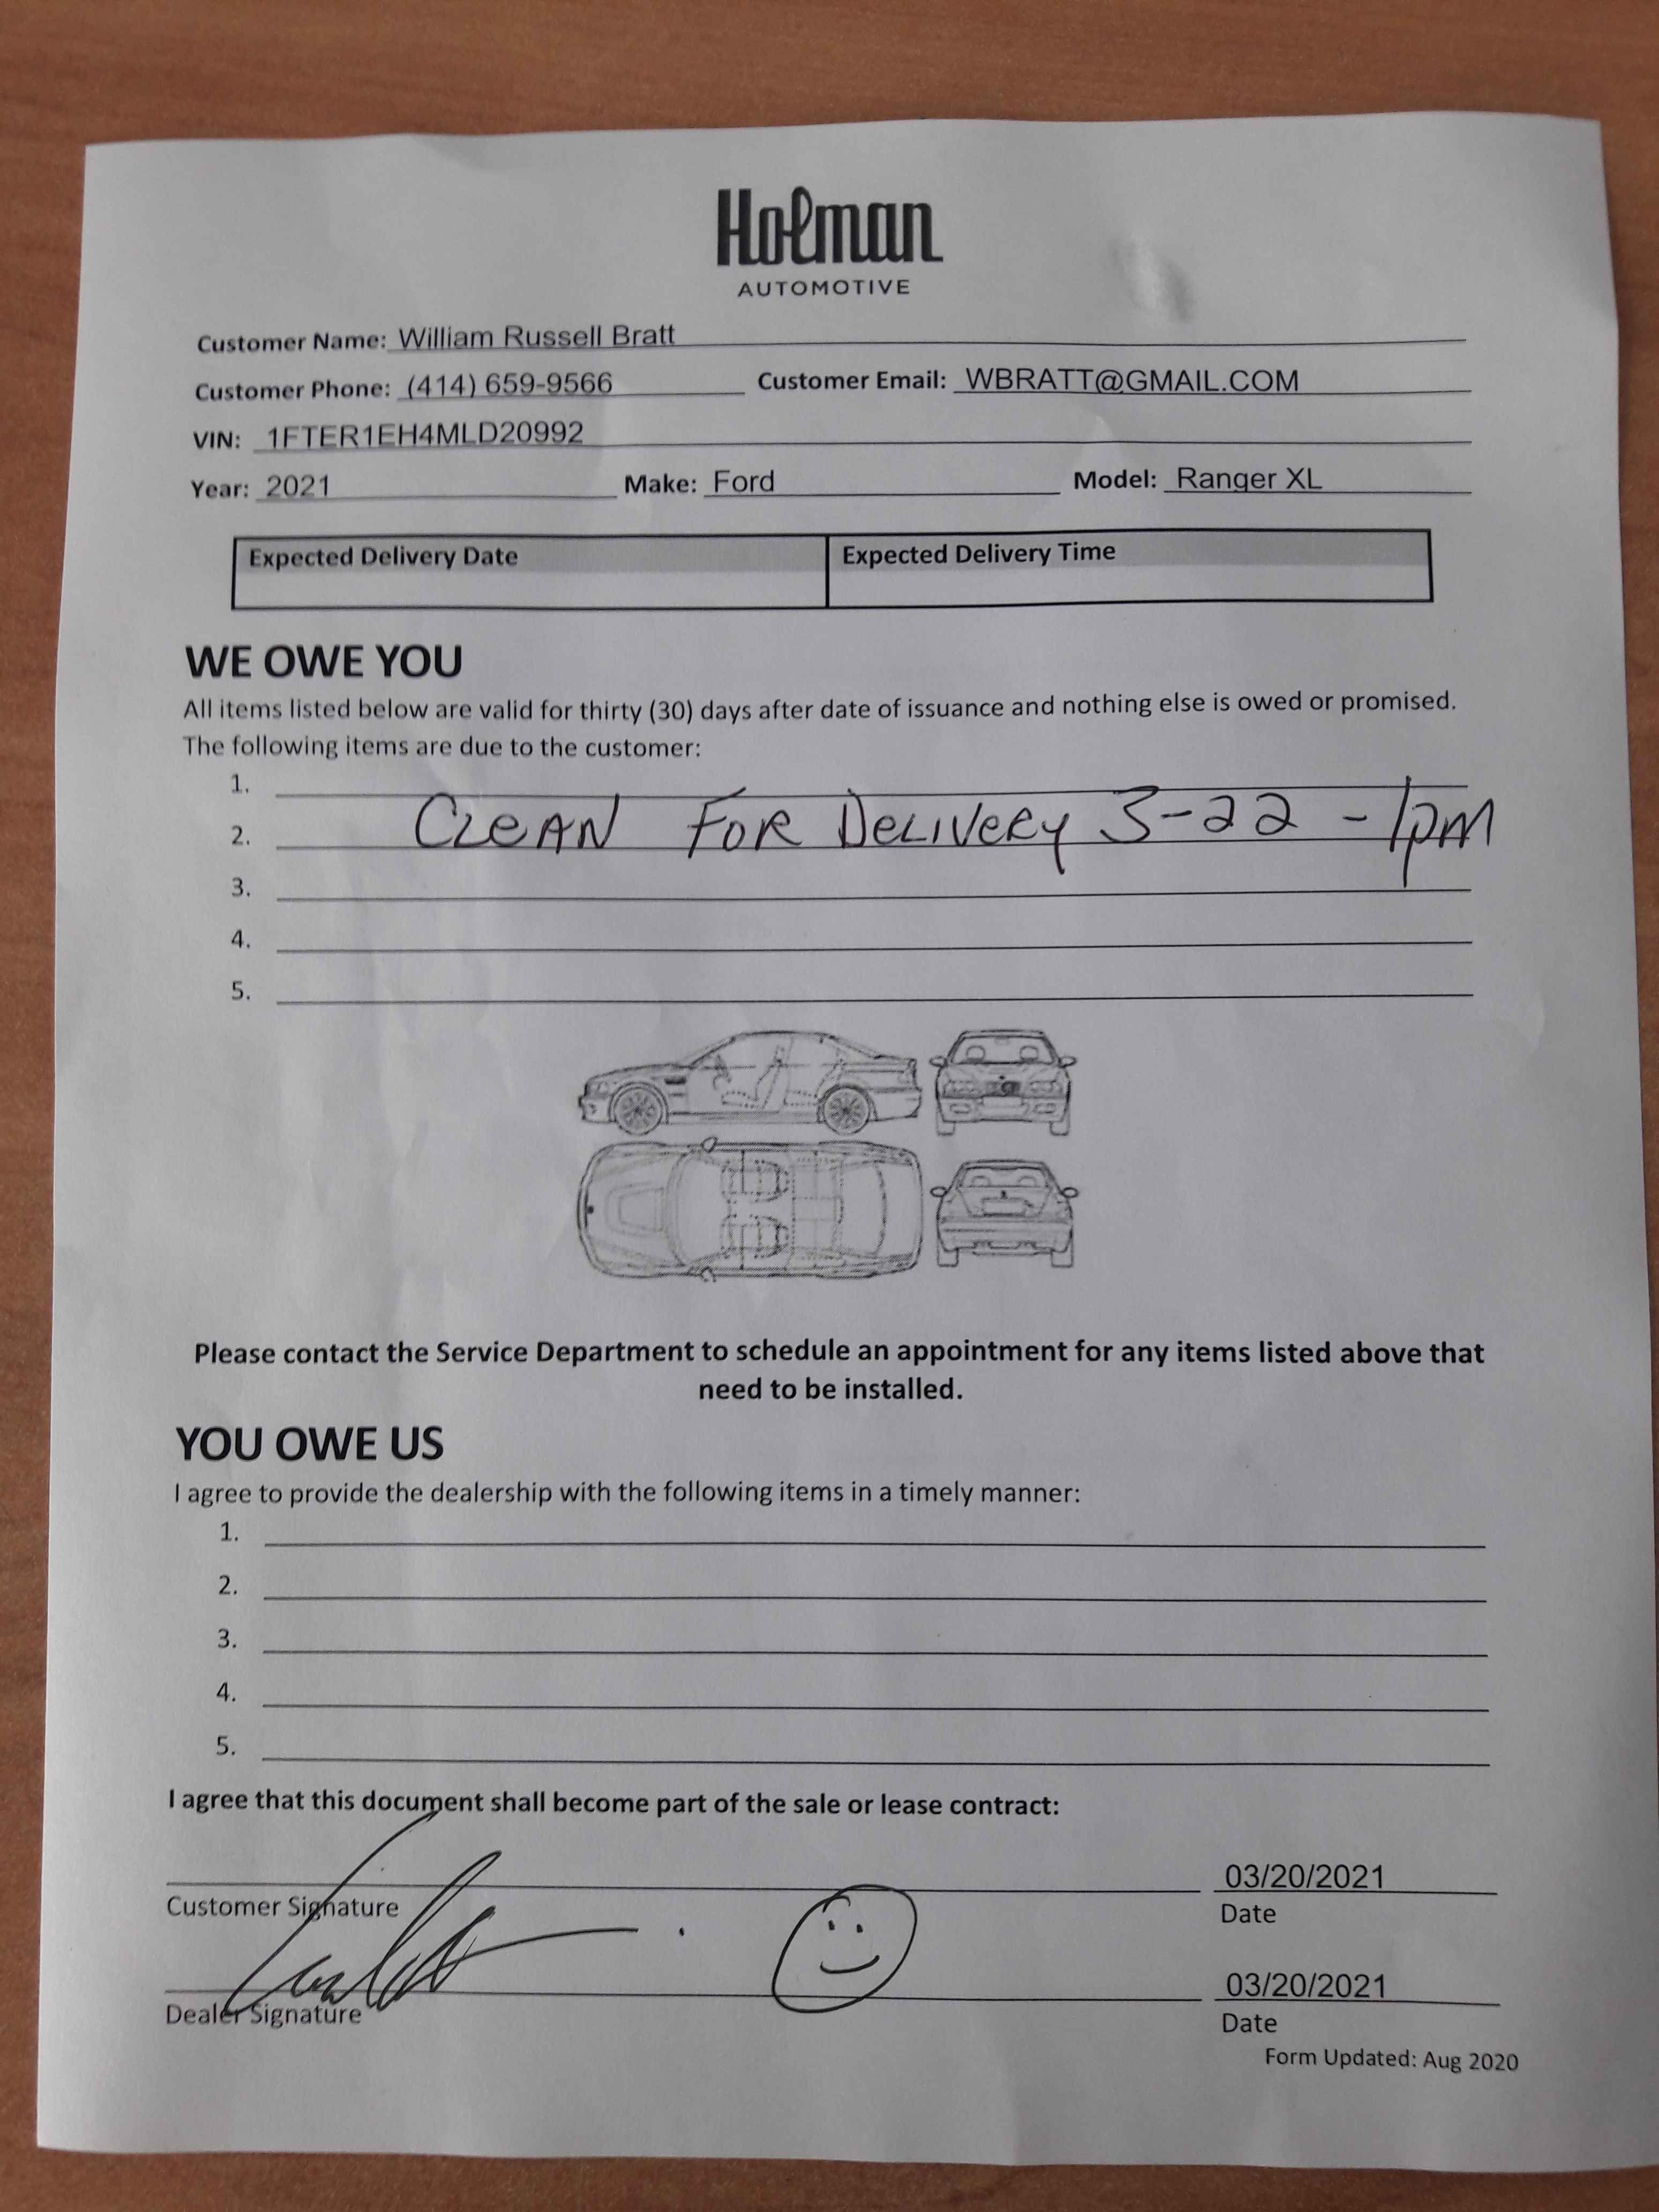 Holman
AUTOMOTIVE
Customer Name: William Russell Bratt
Customer Phone: (414) 659-9566 Customer Email: WBRATT@GMAIL.COM
VIN: 1FTER1EH4MLD20992
Year: 2021 Make: Ford Model: Ranger XL
Expected Delivery Date Expected Delivery Time
WE OWE YOU
All items listed below are valid for thirty (30) days after date of issuance and nothing else is owed or promised.
The following items are due to the customer:
1.
2. CLEAN FOR DELIVERY 3-22 - 1pm
3.
4.
5.
Please contact the Service Department to schedule an appointment for any items listed above that
need to be installed.
YOU OWE US
I agree to provide the dealership with the following items in a timely manner:
1.
2.
3.
4.
5.
I agree that this document shall become part of the sale or lease contract:
03/20/2021
Customer Signature Date
03/20/2021
Dealer Signature Date
Form Updated: Aug 2020